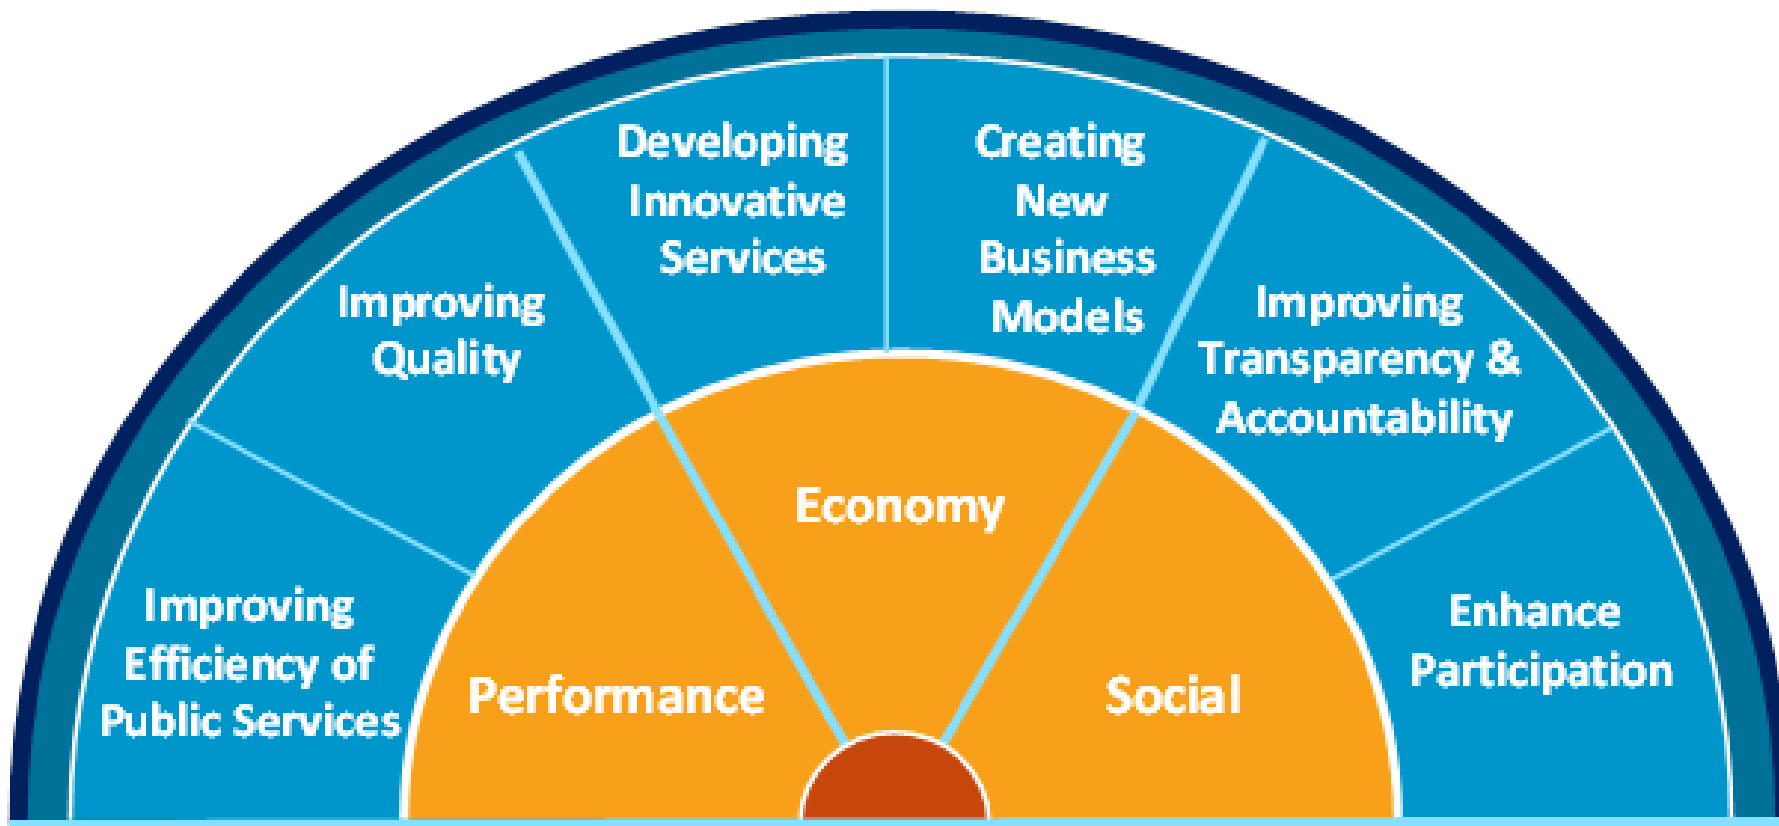 Developing
Innovative
Services
Creating
New
Business
Models
Improving
Quality
Improving
Transparency &
Accountability
Economy
Improving
Efficiency of
Public Services
Performance
Social
Enhance
Participation